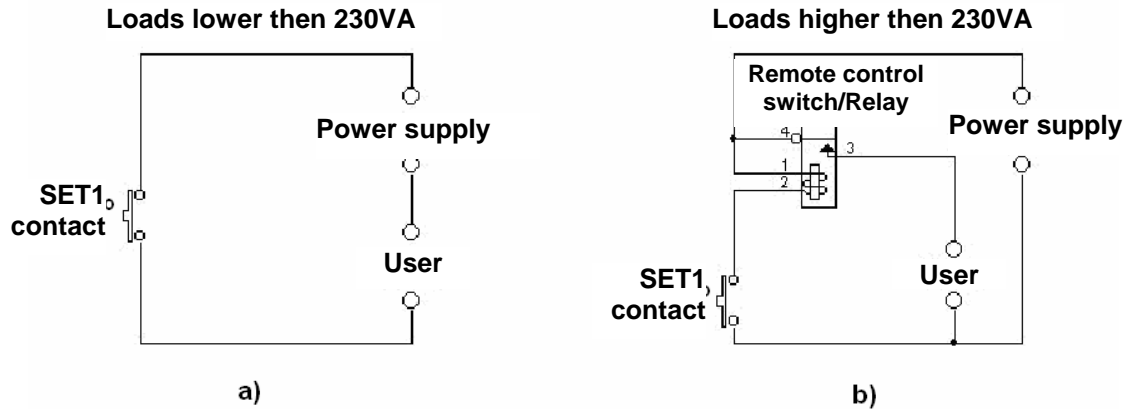 Loads lower then 230VA
Power supply
SET1
contact
User
a)
Loads higher then 230VA
Remote control
switch/Relay
4
3
1
2
Power supply
SET1
contact
User
b)